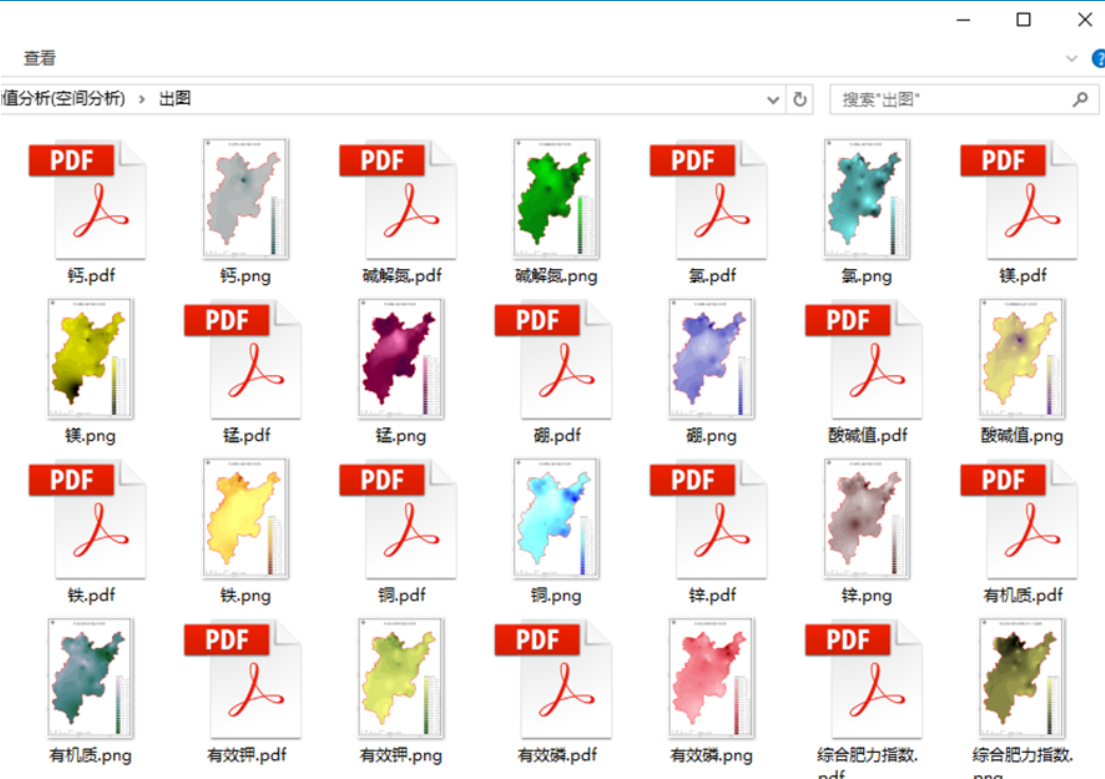 查看
值分析(空间分析) › 出图
搜索"出图"
PDF PDF PDF PDF
钙.pdf 钙.png 碱解氮.pdf 碱解氮.png 氯.pdf 氯.png 镁.pdf
PDF PDF PDF
镁.png 锰.pdf 锰.png 硼.pdf 硼.png 酸碱值.pdf 酸碱值.png
PDF PDF PDF PDF
铁.pdf 铁.png 铜.pdf 铜.png 锌.pdf 锌.png 有机质.pdf
PDF PDF PDF
有机质.png 有效钾.pdf 有效钾.png 有效磷.pdf 有效磷.png 综合肥力指数. 综合肥力指数.
pdf png